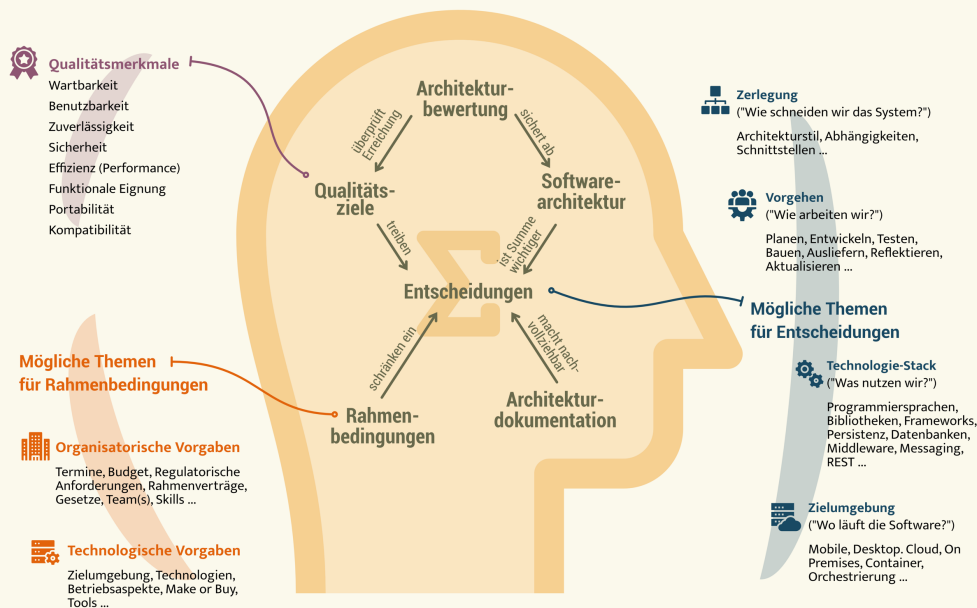 Qualitätsmerkmale
Wartbarkeit
Benutzbarkeit
Zuverlässigkeit
Sicherheit
Effizienz (Performance)
Funktionale Eignung
Portabilität
Kompatibilität
Mögliche Themen
für Rahmenbedingungen
Organisatorische Vorgaben
Termine, Budget, Regulatorische
Anforderungen, Rahmenverträge,
Gesetze, Team(s), Skills ...
Technologische Vorgaben
Zielumgebung, Technologien,
Betriebsaspekte, Make or Buy,
Tools ...
Architektur-
bewertung
überprüft
Erreichung
sichert ab
Qualitäts-
ziele
Software-
architektur
treiben
ist Summe
wichtiger
Entscheidungen
schränken ein
macht nach-
vollziehbar
Rahmen-
bedingungen
Architektur-
dokumentation
Zerlegung
("Wie schneiden wir das System?")
Architekturstil, Abhängigkeiten,
Schnittstellen ...
Vorgehen
("Wie arbeiten wir?")
Planen, Entwickeln, Testen,
Bauen, Ausliefern, Reflektieren,
Aktualisieren ...
Mögliche Themen
für Entscheidungen
Technologie-Stack
("Was nutzen wir?")
Programmiersprachen,
Bibliotheken, Frameworks,
Persistenz, Datenbanken,
Middleware, Messaging,
REST ...
Zielumgebung
("Wo läuft die Software?")
Mobile, Desktop. Cloud, On
Premises, Container,
Orchestrierung ...